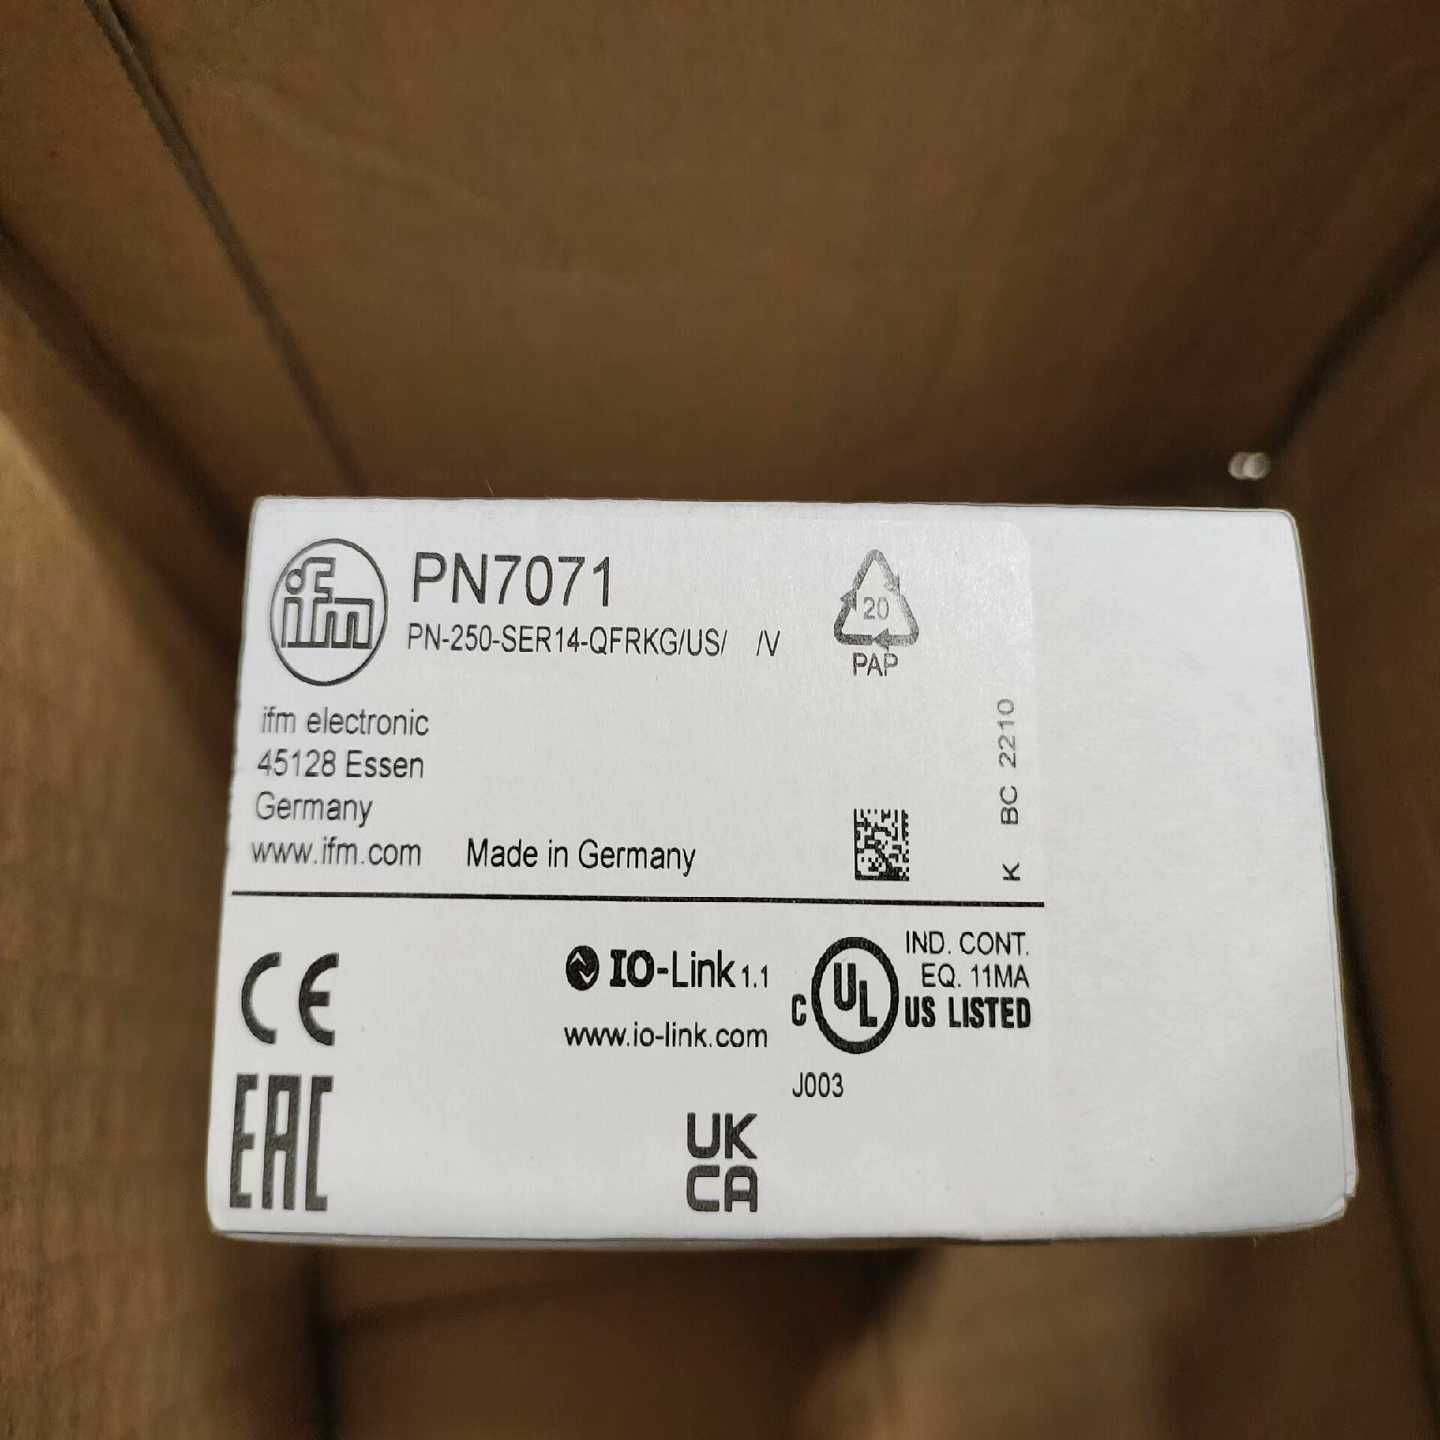 ifm
PN7071
PN-250-SER14-QFRKG/US/ /V
20
PAP
ifm electronic
45128 Essen
Germany
www.ifm.com
Made in Germany
K BC 2210
CE
IO-Link 1.1
www.io-link.com
C UL US LISTED
IND. CONT.
EQ. 11MA
J003
EAC
UK
CA